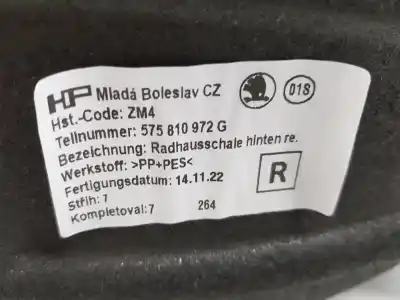 HP Mladá Boleslav CZ
018
Hst.-Code: ZM4
Teilnummer: 575 810 972 G
Bezeichnung: Radhausschale hinten re.
Werkstoff: >PP+PES<
Fertigungsdatum: 14.11.22
R
Střih: 7
Kompletoval: 7 264